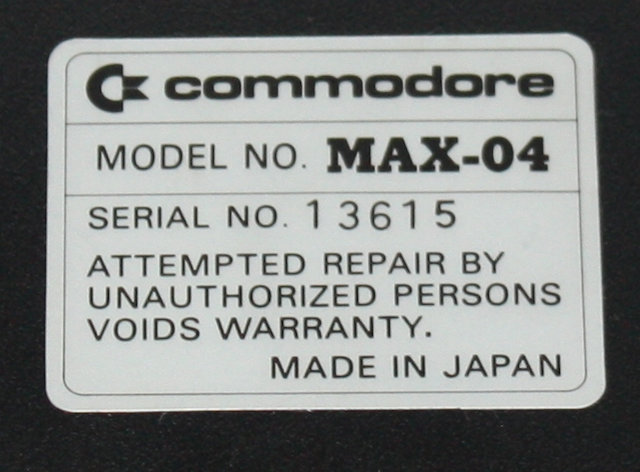 commodore
MODEL NO. MAX-04
SERIAL NO. 13615
ATTEMPTED REPAIR BY
UNAUTHORIZED PERSONS
VOIDS WARRANTY.
MADE IN JAPAN